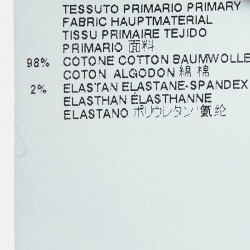 TESSUTO PRIMARIO PRIMARY
FABRIC HAUPTMATERIAL
TISSU PRIMAIRE TEJIDO
PRIMARIO 面料
98% COTONE COTTON BAUMWOLLE
COTON ALGODON 綿 棉
2% ELASTAN ELASTANE-SPANDEX
ELASTHAN ÉLASTHANNE
ELASTANO ポリウレタン 氨纶